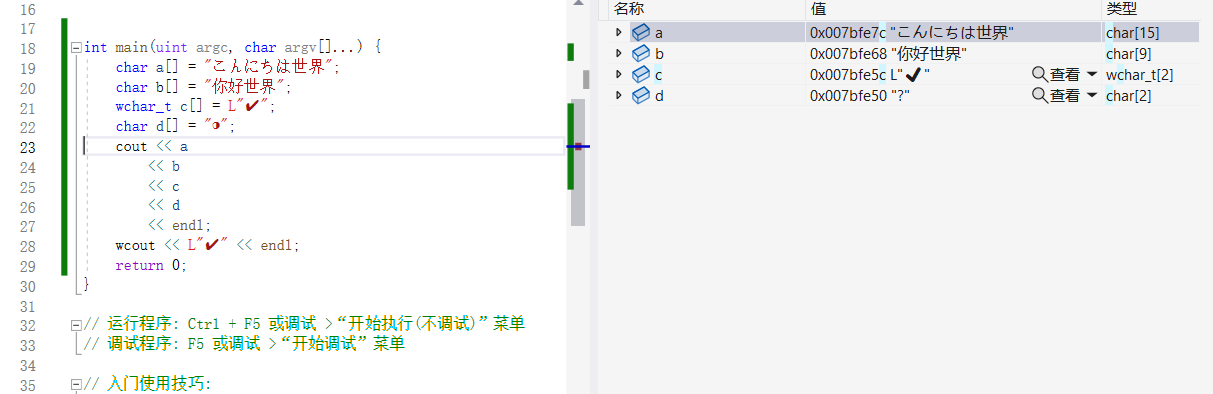 16
17
18 int main(uint argc, char argv[]...) {
19 char a[] = "こんにちは世界";
20 char b[] = "你好世界";
21 wchar_t c[] = L"✔";
22 char d[] = "◑";
23 cout << a
24 << b
25 << c
26 << d
27 << endl;
28 wcout << L"✔" << endl;
29 return 0;
30 }
31
32 // 运行程序: Ctrl + F5 或调试 >“开始执行(不调试)”菜单
33 // 调试程序: F5 或调试 >“开始调试”菜单
34
35 // 入门使用技巧:
名称 值 类型
a 0x007bfe7c "こんにちは世界" char[15]
b 0x007bfe68 "你好世界" char[9]
c 0x007bfe5c L"✔" 查看 wchar_t[2]
d 0x007bfe50 "?" 查看 char[2]